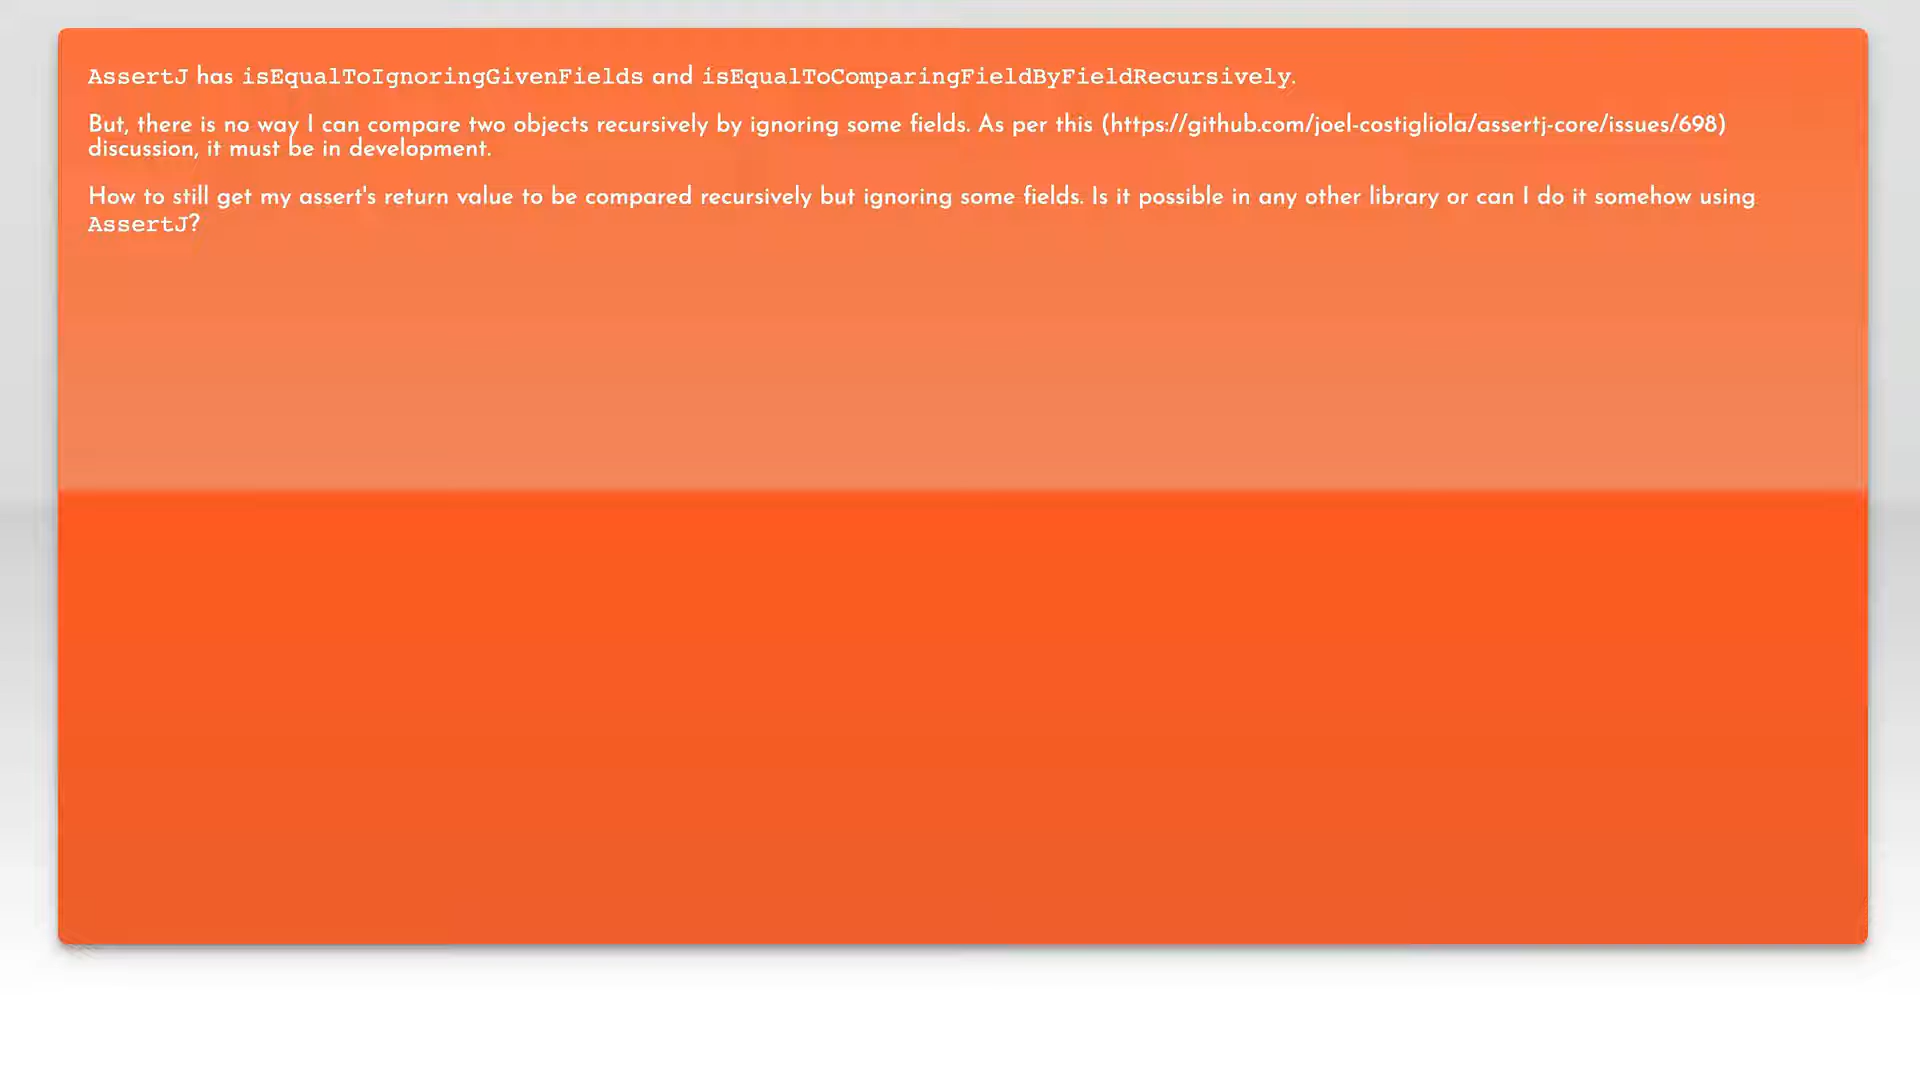 AssertJ has isEqualToIgnoringGivenFields and isEqualToComparingFieldByFieldRecursively.
But, there is no way I can compare two objects recursively by ignoring some fields. As per this (https://github.com/joel-costigliola/assertj-core/issues/698)
discussion, it must be in development.
How to still get my assert's return value to be compared recursively but ignoring some fields. Is it possible in any other library or can I do it somehow using
AssertJ?